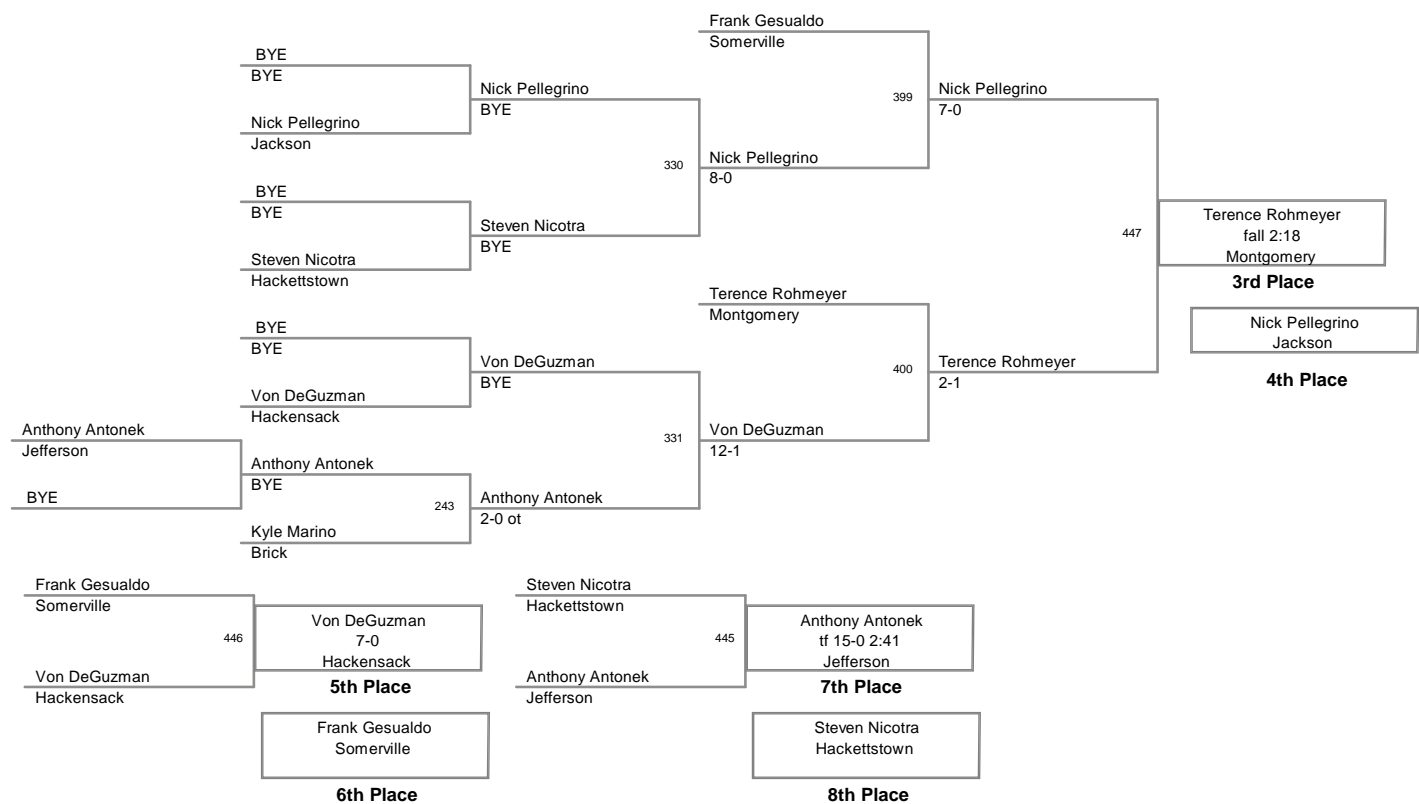 Frank Gesualdo
Somerville
BYE
BYE
Nick Pellegrino
BYE
399
Nick Pellegrino
7-0
Nick Pellegrino
Jackson
330
Nick Pellegrino
8-0
BYE
BYE
Steven Nicotra
BYE
447
Terence Rohmeyer
fall 2:18
Montgomery
3rd Place
Steven Nicotra
Hackettstown
Terence Rohmeyer
Montgomery
Nick Pellegrino
Jackson
4th Place
BYE
BYE
Von DeGuzman
BYE
400
Terence Rohmeyer
2-1
Von DeGuzman
Hackensack
Anthony Antonek
Jefferson
331
Von DeGuzman
12-1
Anthony Antonek
BYE
BYE
243
Anthony Antonek
2-0 ot
Kyle Marino
Brick
Frank Gesualdo
Somerville
446
Von DeGuzman
7-0
Hackensack
5th Place
Von DeGuzman
Hackensack
Frank Gesualdo
Somerville
6th Place
Steven Nicotra
Hackettstown
445
Anthony Antonek
tf 15-0 2:41
Jefferson
7th Place
Anthony Antonek
Jefferson
Steven Nicotra
Hackettstown
8th Place